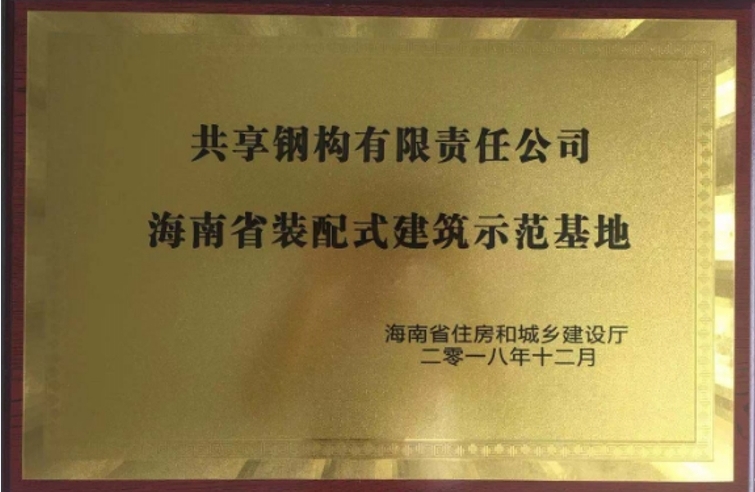 共享钢构有限责任公司
海南省装配式建筑示范基地
海南省住房和城乡建设厅
二零一八年十二月